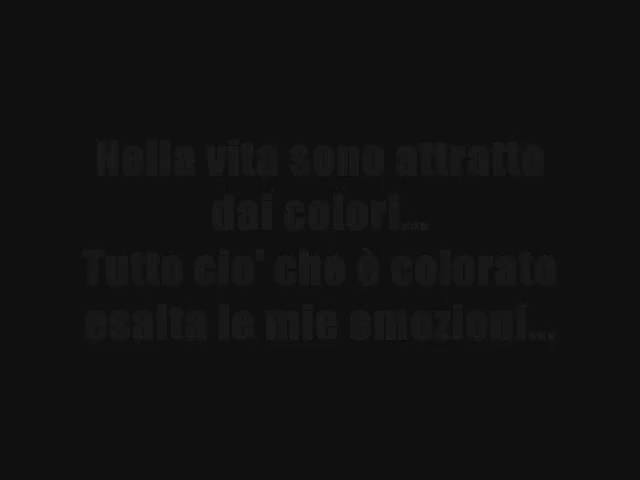 Nella vita sono attratto
dai colori...
Tutto cio' che è colorato
esalta le mie emozioni...